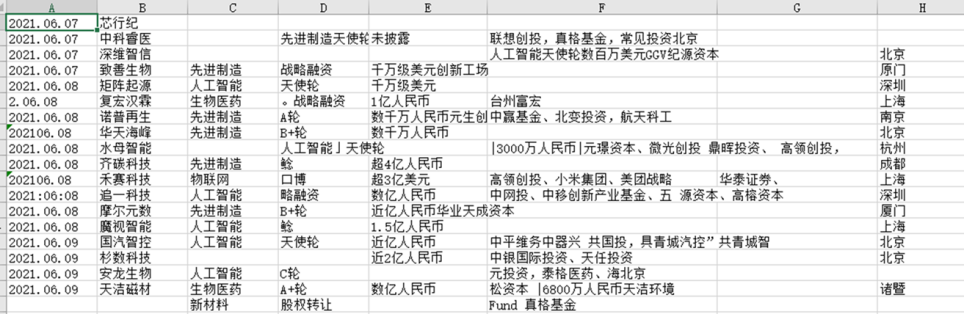 A B C D E F G H
2021.06.07 芯行纪
2021.06.07 中科睿医 先进制造天使轮 未披露 联想创投，真格基金，常见投资北京
2021.06.07 深维智信 人工智能天使轮数百万美元GGV纪源资本 北京
2021.06.07 致善生物 先进制造 战略融资 千万级美元创新工场 厦门
2021.06.08 矩阵起源 人工智能 天使轮 千万级美元 深圳
2.06.08 复宏汉霖 生物医药 。战略融资 1亿人民币 台州富宏 上海
2021.06.08 诺普再生 先进制造 A轮 数千万人民币元生创 中赢基金、北变投资，航天科工 南京
202106.08 华天海峰 先进制造 B+轮 数千万人民币 北京
2021.06.08 水母智能 人工智能亅天使轮 |3000万人民币|元璟资本、微光创投 鼎晖投资、 高领创投， 杭州
2021.06.08 齐碳科技 先进制造 鲶 超4亿人民币 成都
202106.08 禾赛科技 物联网 口博 超3亿美元 高领创投、小米集团、美团战略 华泰证券、 上海
2021:06:08 追一科技 人工智能 略融资 数亿人民币 中网投、中移创新产业基金、五 源资本、高榕资本 深圳
2021.06.08 摩尔元数 先进制造 B+轮 近亿人民币华业天成资本 厦门
2021.06.08 魔视智能 人工智能 鲶 1.5亿人民币 上海
2021.06.09 国汽智控 人工智能 天使轮 近亿人民币 中平维务中器兴 共国投，具青城汽控”共青城智 北京
2021.06.09 杉数科技 近2亿人民币 中银国际投资、天任投资 北京
2021.06.09 安龙生物 人工智能 C轮 元投资，泰格医药、海北京
2021.06.09 天洁磁材 生物医药 A+轮 数亿人民币 松资本 |6800万人民币天洁环境 诸暨
新材料 股权转让 Fund 真格基金